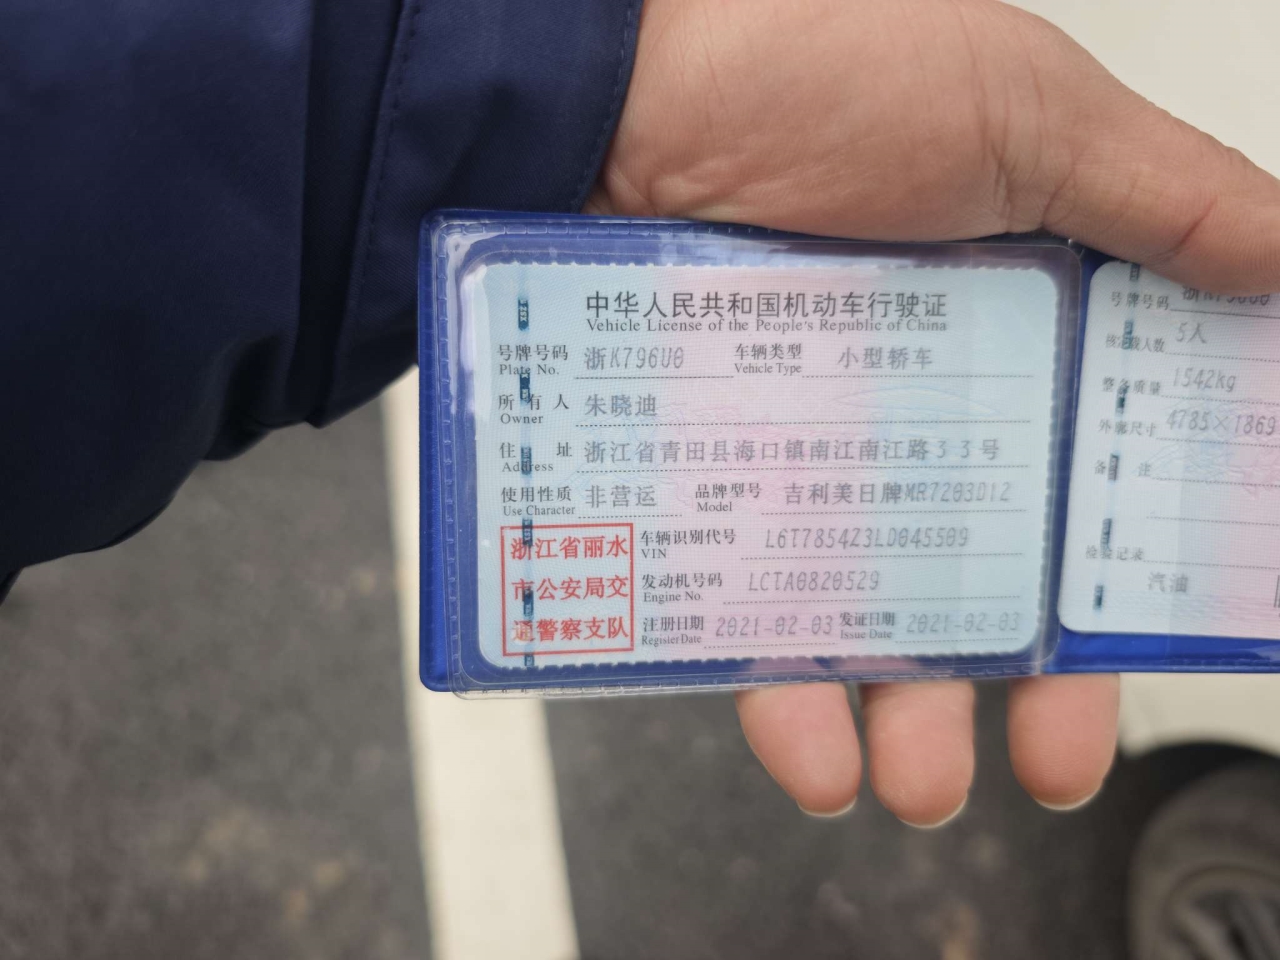 中华人民共和国机动车行驶证
Vehicle License of the People's Republic of China
号牌号码 浙K796U0 车辆类型 小型轿车
Plate No. Vehicle Type
所有人 朱晓迪
Owner
住址 浙江省青田县海口镇南江南江路33号
Address
使用性质 非营运 品牌型号 吉利美日牌MR7203D12
Use Character Model
浙江省丽水
市公安局交
通警察支队
车辆识别代号 L6T7854Z3LD045509
VIN
发动机号码 LCTA0820529
Engine No.
注册日期 2021-02-03 发证日期 2021-02-03
Register Date Issue Date
号牌号码 浙K796U0
核定载人数 5人
整备质量 1542kg
外廓尺寸 4785×1869
备注
检验记录
汽油